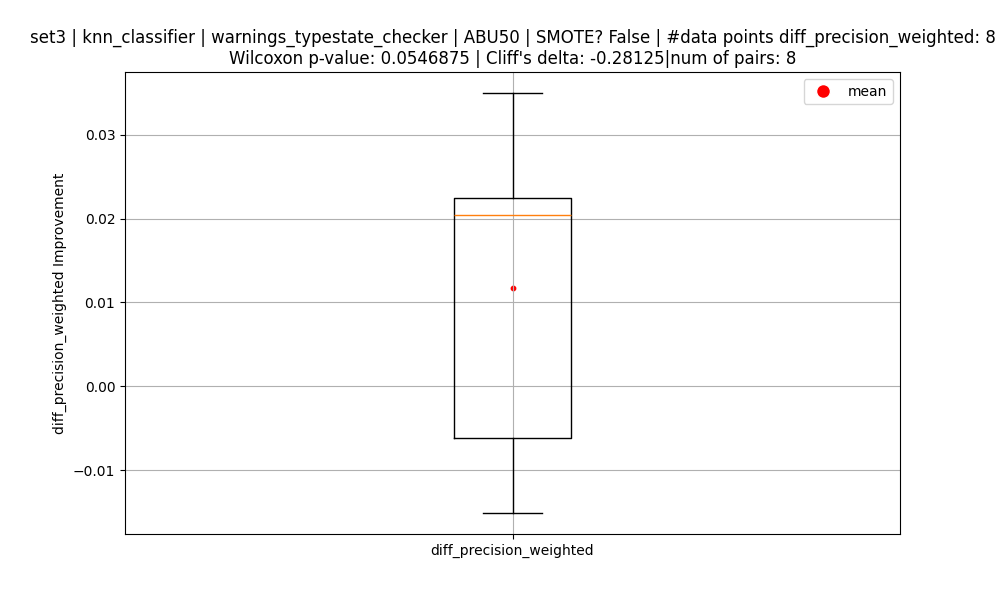 set3 | knn_classifier | warnings_typestate_checker | ABU50 | SMOTE? False | #data points diff_precision_weighted: 8
Wilcoxon p-value: 0.0546875 | Cliff's delta: -0.28125|num of pairs: 8
mean
0.03
0.02
0.01
0.00
−0.01
diff_precision_weighted Improvement
diff_precision_weighted